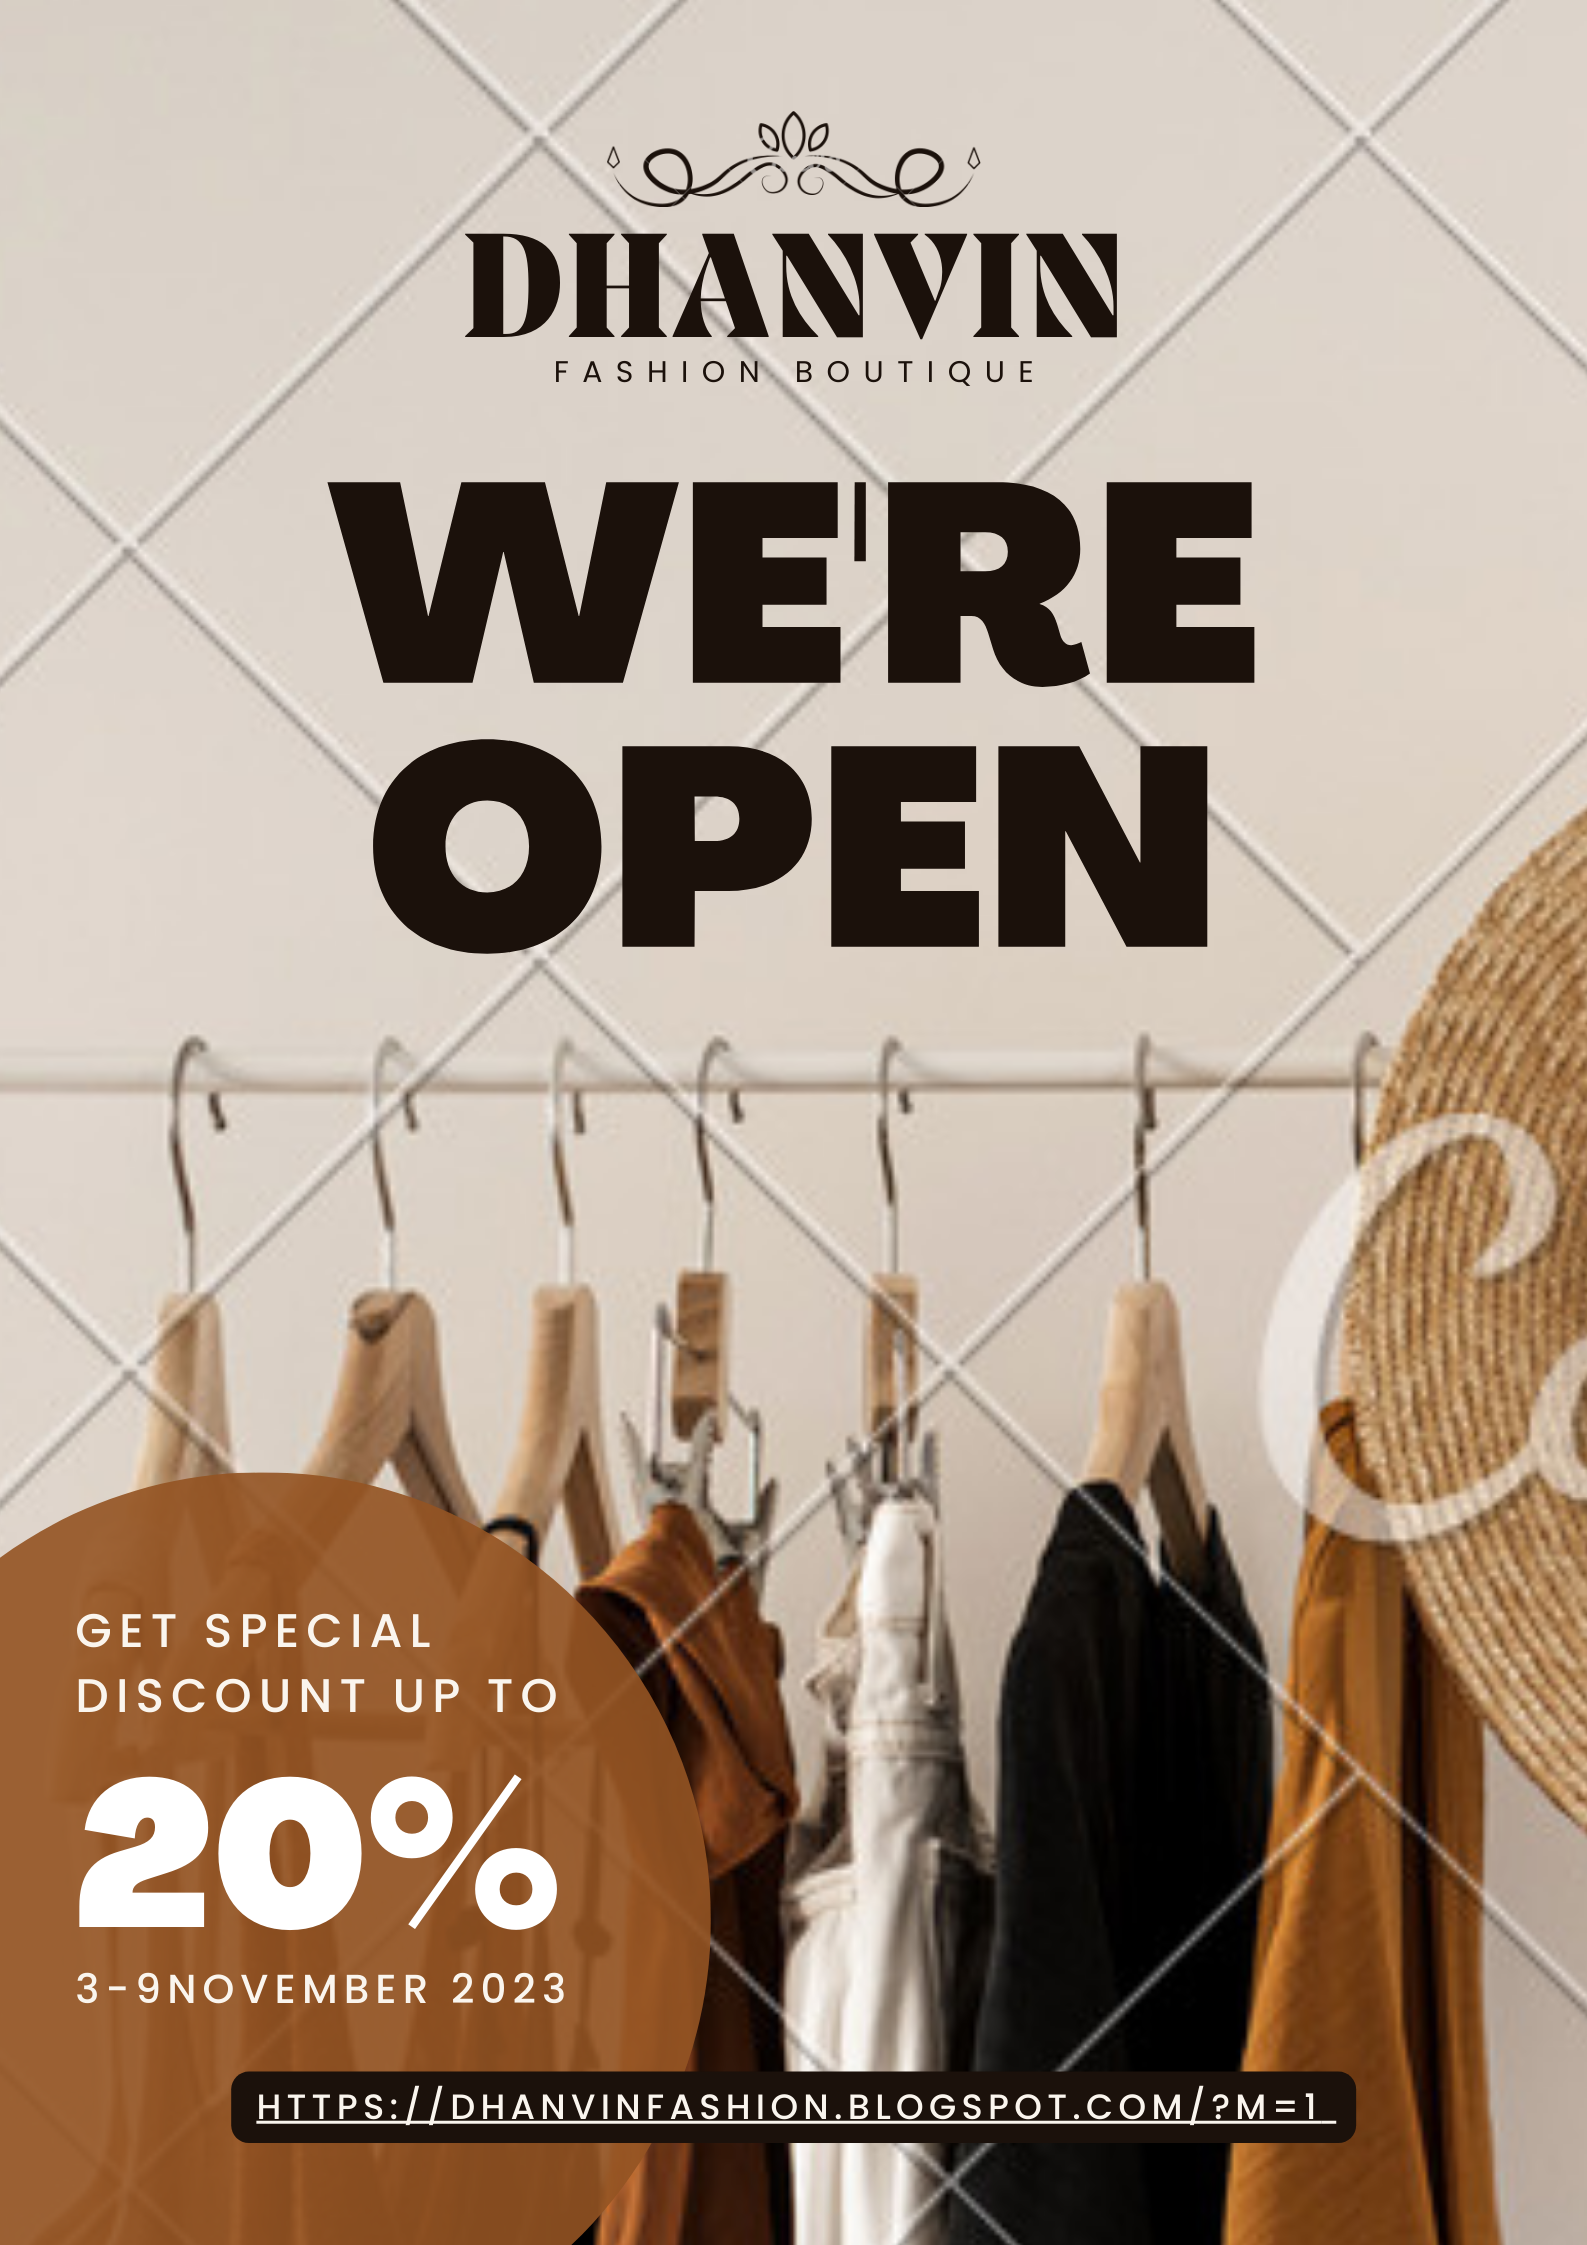 DHANVIN
FASHION BOUTIQUE
WE'RE
OPEN
GET SPECIAL
DISCOUNT UP TO
20%
3-9NOVEMBER 2023
HTTPS://DHANVINFASHION.BLOGSPOT.COM/?M=1